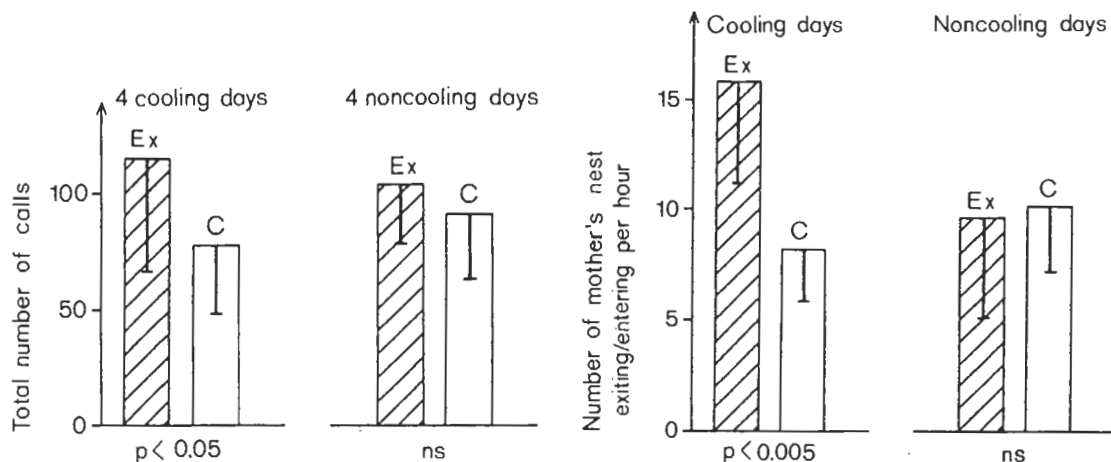 4 cooling days
4 noncooling days
Total number of calls
100
50
0
Ex
C
Ex
C
p< 0.05
ns
Cooling days
Noncooling days
Number of mother's nest
exiting/entering per hour
15
10
5
0
Ex
C
Ex
C
p< 0.005
ns